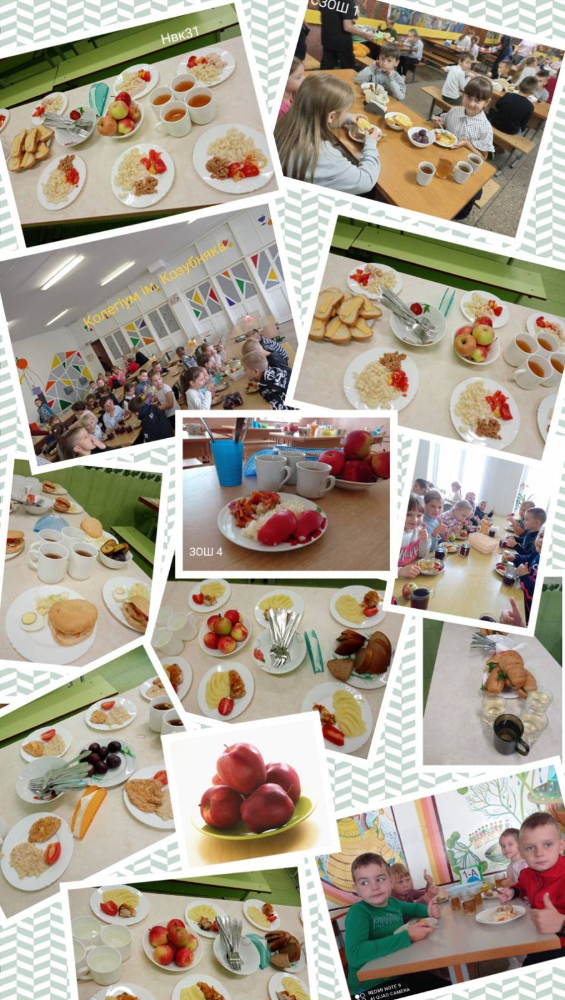 Нвк31
СЗОШ 1
Колегіум ім. Козубняка
ЗОШ 4
1-А
REDMI NOTE 9
AI QUAD CAMERA